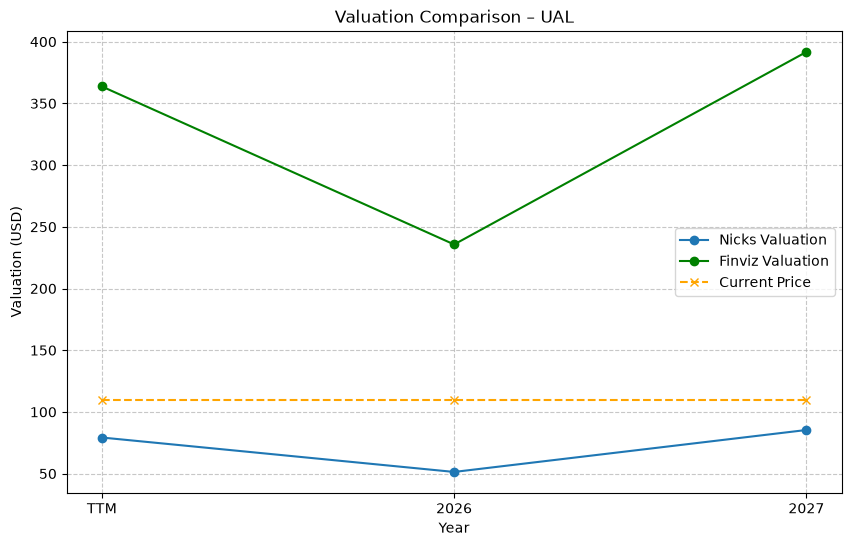 Valuation Comparison – UAL
400
350
300
250
200
150
100
50
Valuation (USD)
Nicks Valuation
Finviz Valuation
Current Price
TTM
2026
2027
Year